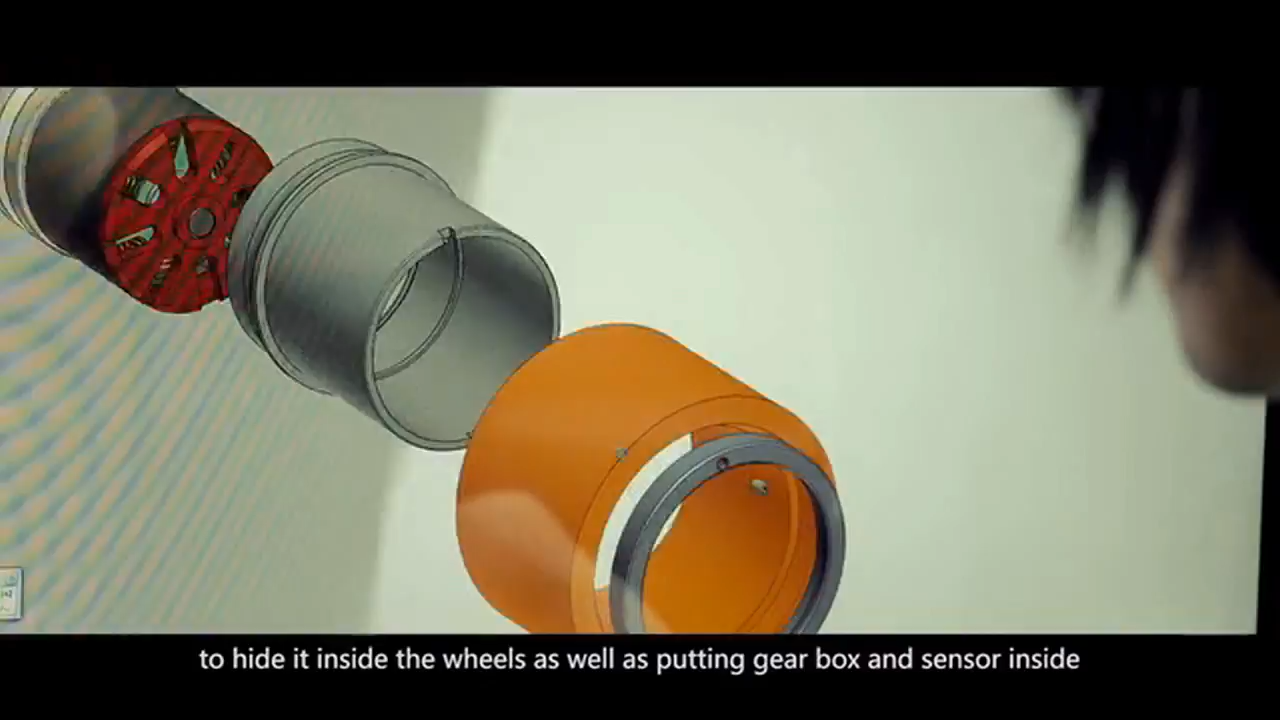 to hide it inside the wheels as well as putting gear box and sensor inside